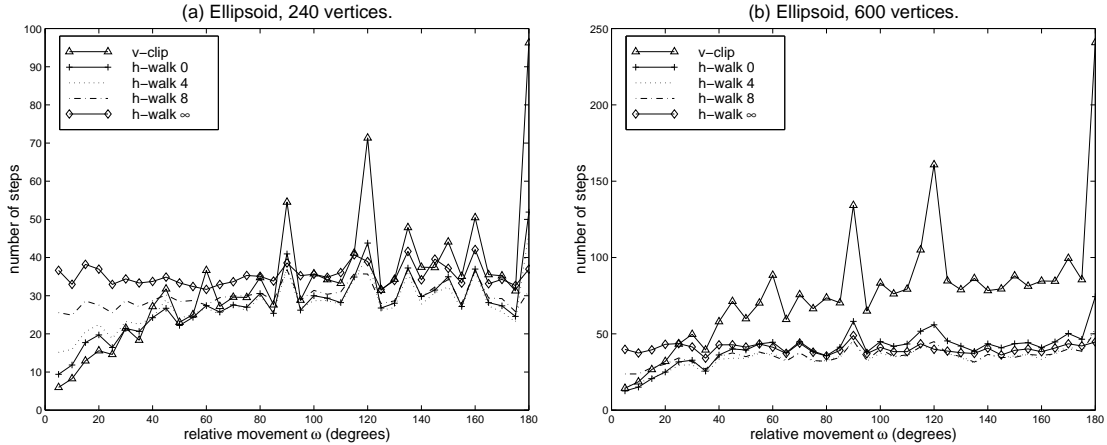 (a) Ellipsoid, 240 vertices.
100
90
80
70
60
50
40
30
20
10
0
number of steps
v−clip
h−walk 0
h−walk 4
h−walk 8
h−walk ∞
0 20 40 60 80 100 120 140 160 180
relative movement ω (degrees)
(b) Ellipsoid, 600 vertices.
250
200
150
100
50
0
number of steps
v−clip
h−walk 0
h−walk 4
h−walk 8
h−walk ∞
0 20 40 60 80 100 120 140 160 180
relative movement ω (degrees)